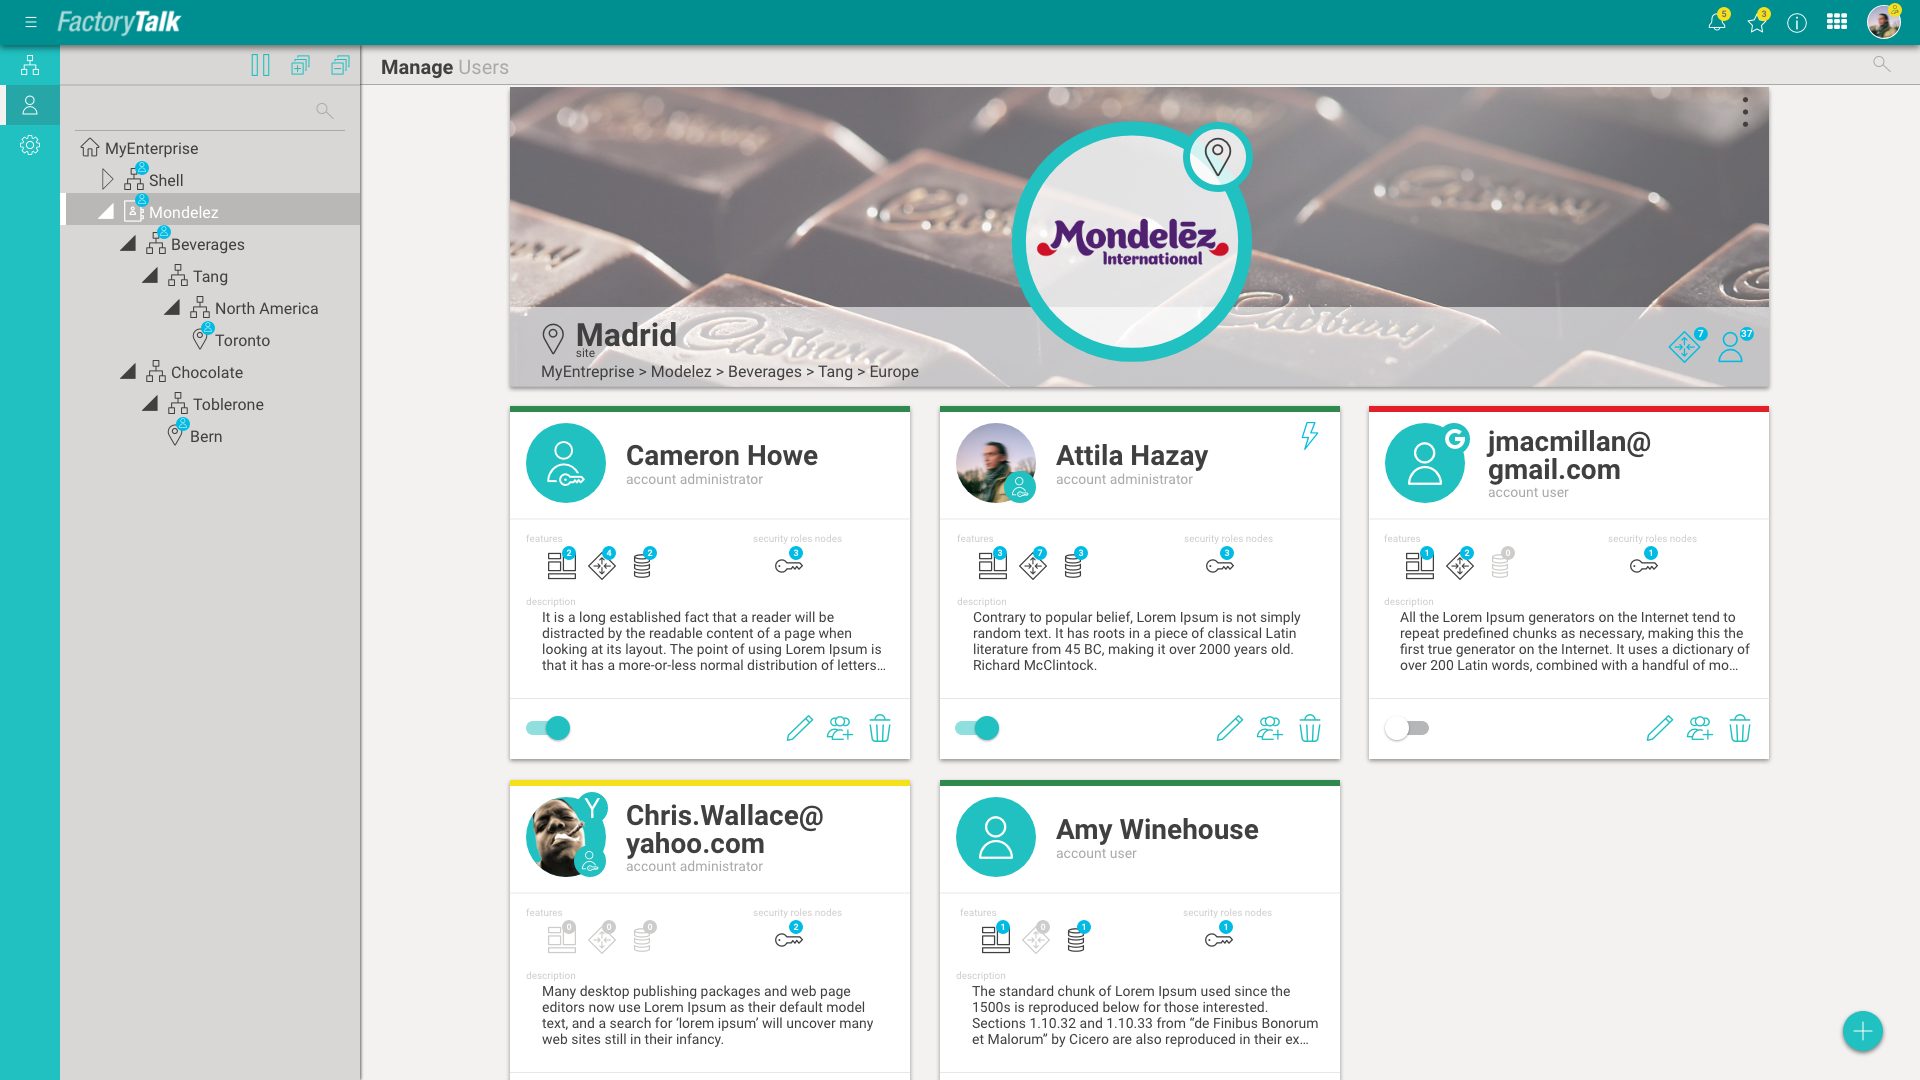 FactoryTalk
5
3
Manage Users
MyEnterprise
Shell
Mondelez
Beverages
Tang
North America
Toronto
Chocolate
Toblerone
Bern
Mondelēz
International
Cadbury
Cadbury
Madrid
site
MyEntreprise > Modelez > Beverages > Tang > Europe
7
37
Cameron Howe
account administrator
features
security roles nodes
2
4
2
3
description
It is a long established fact that a reader will be
distracted by the readable content of a page when
looking at its layout. The point of using Lorem Ipsum is
that it has a more-or-less normal distribution of letters...
Attila Hazay
account administrator
features
security roles nodes
3
7
3
3
description
Contrary to popular belief, Lorem Ipsum is not simply
random text. It has roots in a piece of classical Latin
literature from 45 BC, making it over 2000 years old.
Richard McClintock.
G
jmacmillan@
gmail.com
account user
features
security roles nodes
1
2
0
1
description
All the Lorem Ipsum generators on the Internet tend to
repeat predefined chunks as necessary, making this the
first true generator on the Internet. It uses a dictionary of
over 200 Latin words, combined with a handful of mo...
Y
Chris.Wallace@
yahoo.com
account administrator
features
security roles nodes
0
0
0
2
description
Many desktop publishing packages and web page
editors now use Lorem Ipsum as their default model
text, and a search for ‘lorem ipsum’ will uncover many
web sites still in their infancy.
Amy Winehouse
account user
features
security roles nodes
1
0
1
1
description
The standard chunk of Lorem Ipsum used since the
1500s is reproduced below for those interested.
Sections 1.10.32 and 1.10.33 from “de Finibus Bonorum
et Malorum” by Cicero are also reproduced in their ex...